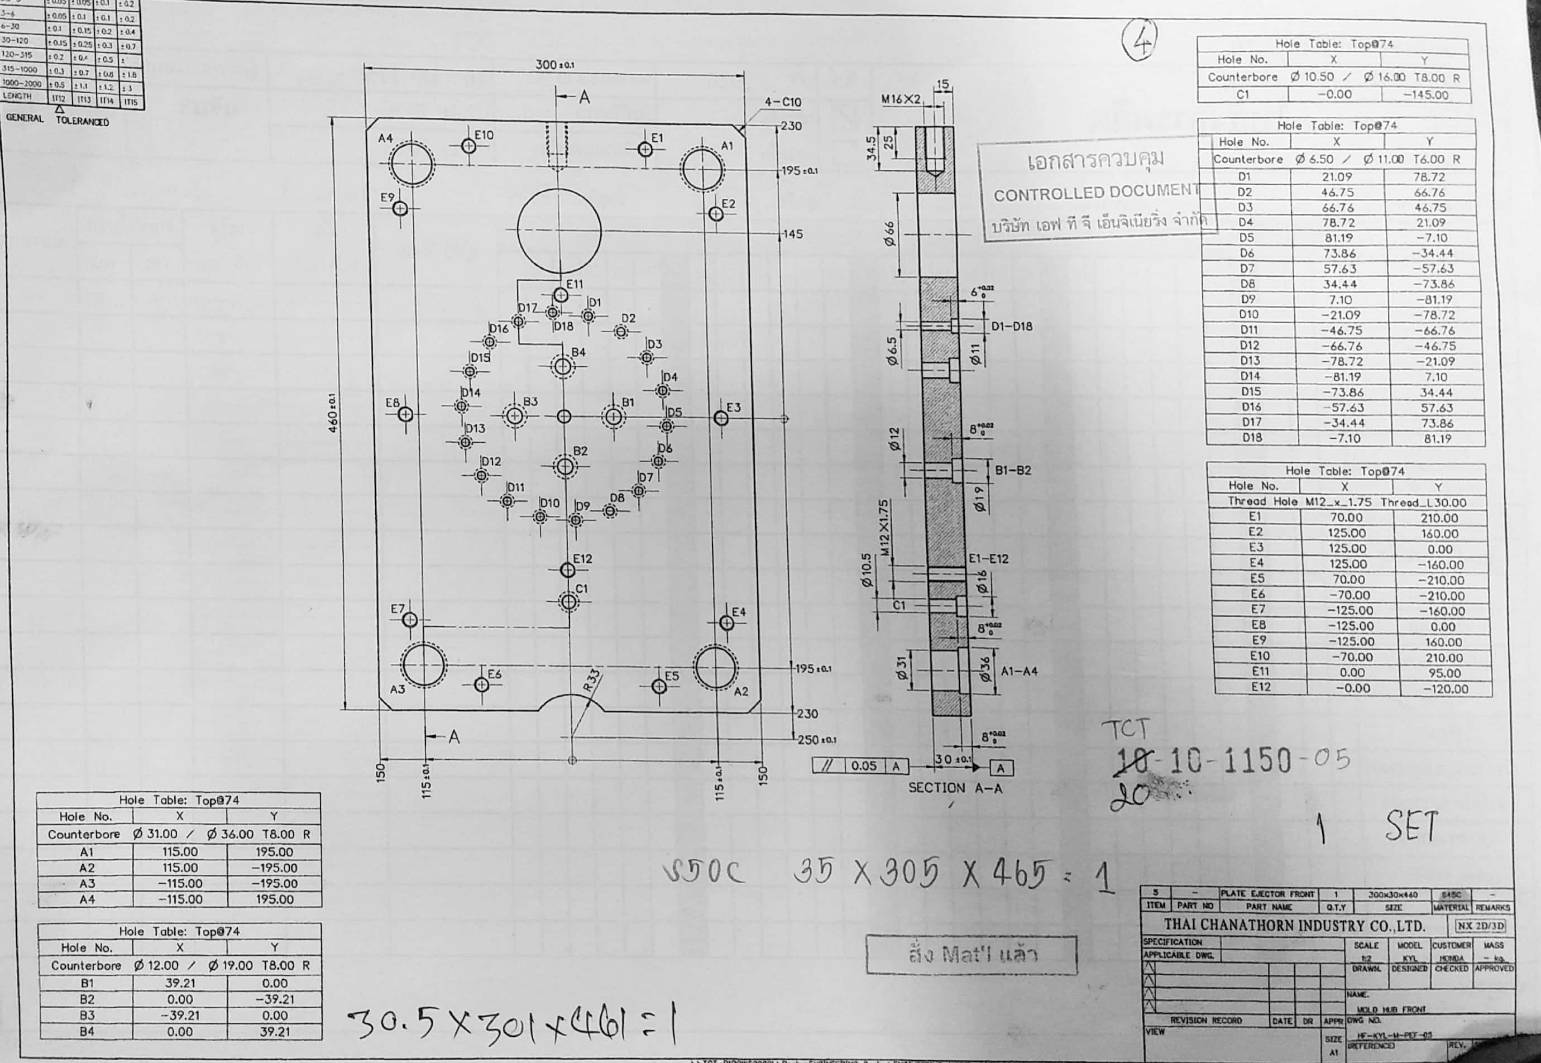 3-6 ±0.05 ±0.1 ±0.1 ±0.2
6-30 ±0.1 ±0.15 ±0.2 ±0.4
30-120 ±0.15 ±0.25 ±0.3 ±0.7
120-315 ±0.2 ±0.5
315-1000 ±0.3 ±0.7 ±0.8 ±1.8
1000-2000 ±0.5 ±1.1 ±1.2 ±3
LENGTH IT12 IT13 IT14 IT15
GENERAL TOLERANCED
4
300 ±0.1
A
4-C10
A4
E10
E1
A1
230
195 ±0.1
E9
E2
145
E11
D17
D18
D1
D2
D16
D3
D15
B4
D4
D14
E8
B3
B1
D5
E3
460 ±0.1
D13
D6
B2
D12
D7
D11
D10
D9
D8
E12
C1
E7
E4
A3
E6
R33
E5
A2
195 ±0.1
230
250 ±0.1
A
150
115 ±0.1
115 ±0.1
150
15
M16X2
34.5
25
Ø66
6 +0.02 0
Ø6.5
D1-D18
Ø11
Ø12
8 +0.02 0
B1-B2
Ø19
M12X1.75
E1-E12
Ø10.5
Ø16
C1
8 +0.02 0
Ø31
Ø36
A1-A4
8 +0.02 0
// 0.05 A
30 ±0.1
A
SECTION A-A
เอกสารควบคุม
CONTROLLED DOCUMENT
บริษัท เอฟ ที จี เอ็นจิเนียริ่ง จำกัด
Hole Table: Top@74
Hole No. X Y
Counterbore Ø 10.50 / Ø 16.00 T8.00 R
C1 -0.00 -145.00
Hole Table: Top@74
Hole No. X Y
Counterbore Ø 6.50 / Ø 11.00 T6.00 R
D1 21.09 78.72
D2 46.75 66.76
D3 66.76 46.75
D4 78.72 21.09
D5 81.19 -7.10
D6 73.86 -34.44
D7 57.63 -57.63
D8 34.44 -73.86
D9 7.10 -81.19
D10 -21.09 -78.72
D11 -46.75 -66.76
D12 -66.76 -46.75
D13 -78.72 -21.09
D14 -81.19 7.10
D15 -73.86 34.44
D16 -57.63 57.63
D17 -34.44 73.86
D18 -7.10 81.19
Hole Table: Top@74
Hole No. X Y
Thread Hole M12_x_1.75 Thread_L30.00
E1 70.00 210.00
E2 125.00 160.00
E3 125.00 0.00
E4 125.00 -160.00
E5 70.00 -210.00
E6 -70.00 -210.00
E7 -125.00 -160.00
E8 -125.00 0.00
E9 -125.00 160.00
E10 -70.00 210.00
E11 0.00 95.00
E12 -0.00 -120.00
Hole Table: Top@74
Hole No. X Y
Counterbore Ø 31.00 / Ø 36.00 T8.00 R
A1 115.00 195.00
A2 115.00 -195.00
A3 -115.00 -195.00
A4 -115.00 195.00
Hole Table: Top@74
Hole No. X Y
Counterbore Ø 12.00 / Ø 19.00 T8.00 R
B1 39.21 0.00
B2 0.00 -39.21
B3 -39.21 0.00
B4 0.00 39.21
TCT
10-10-1150-05
20
1 SET
S50C 35 X 305 X 465 = 1
สั่ง Mat'l แล้ว
30.5 X 301 X 461 = 1
5 - PLATE EJECTOR FRONT 1 300x30x460 S45C -
ITEM PART NO PART NAME Q.T.Y SIZE MATERIAL REMARKS
THAI CHANATHORN INDUSTRY CO.,LTD. NX 2D/3D
SPECIFICATION SCALE MODEL CUSTOMER MASS
APPLICABLE DWG. 1:2 KYL HONDA - kg.
DRAWN. DESIGNED CHECKED APPROVED
NAME.
MOLD HUB FRONT
REVISION RECORD DATE DR APPR DWG NO.
VIEW SIZE HF-KYL-M-PEF-05
A1 REFERENCED REV.